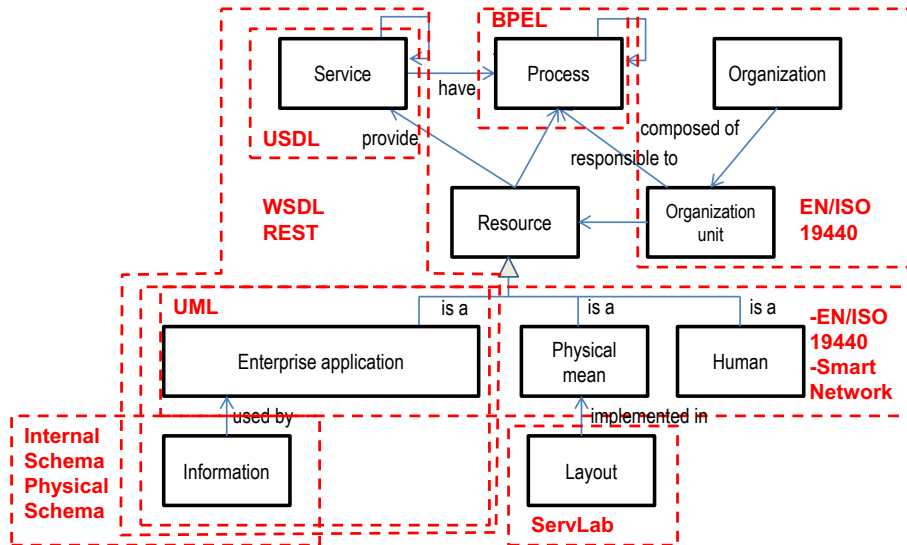 BPEL
Service
Process
Organization
have
USDL
provide
composed of
responsible to
WSDL
REST
Resource
Organization
unit
EN/ISO
19440
UML
is a
is a
is a
Enterprise application
Physical
mean
Human
-EN/ISO
19440
-Smart
Network
used by
implemented in
Internal
Schema
Physical
Schema
Information
Layout
ServLab